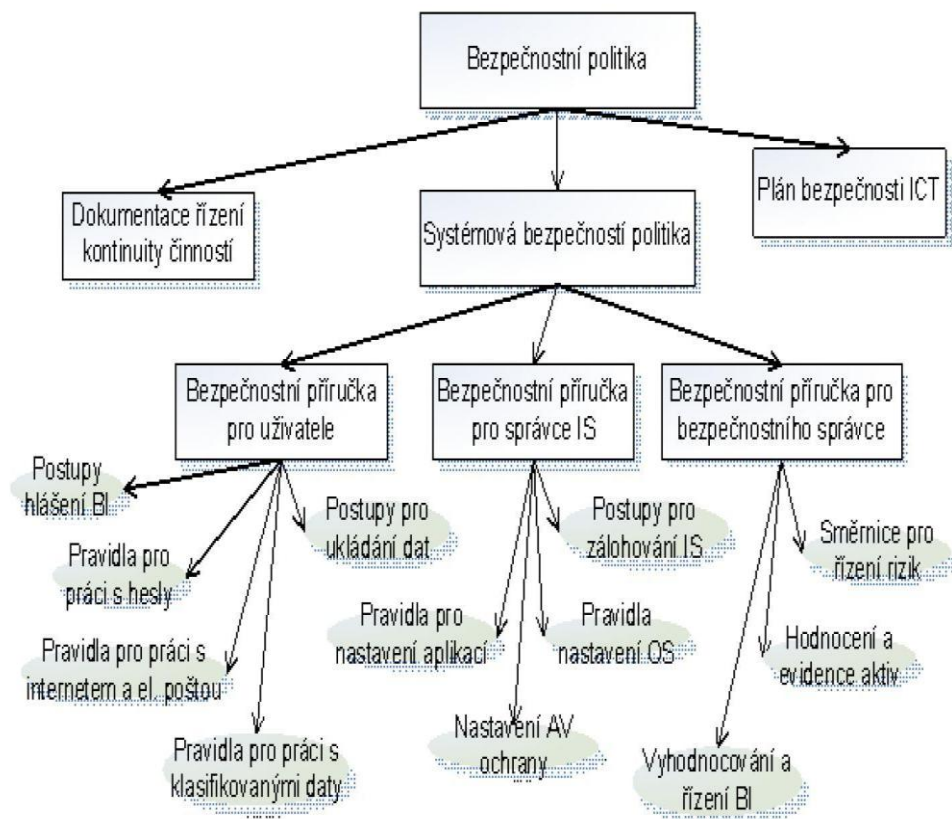 Bezpečnostní politika
Plán bezpečnosti ICT
Dokumentace řízení
kontinuity činností
Systémová bezpečností politika
Bezpečnostní příručka
pro uživatele
Bezpečnostní příručka
pro správce IS
Bezpečnostní příručka pro
bezpečnostního správce
Postupy
hlášení BI
Postupy pro
ukládání dat
Pravidla pro
práci s hesly
Pravidla pro práci s
internetem a el. poštou
Pravidla pro práci s
klasifikovanými daty
Postupy pro
zálohování IS
Pravidla pro
nastavení aplikací
Pravidla
nastavení OS
Nastavení AV
ochrany
Směrnice pro
řízení rizik
Hodnocení a
evidence aktiv
Vyhodnocování a
řízení BI